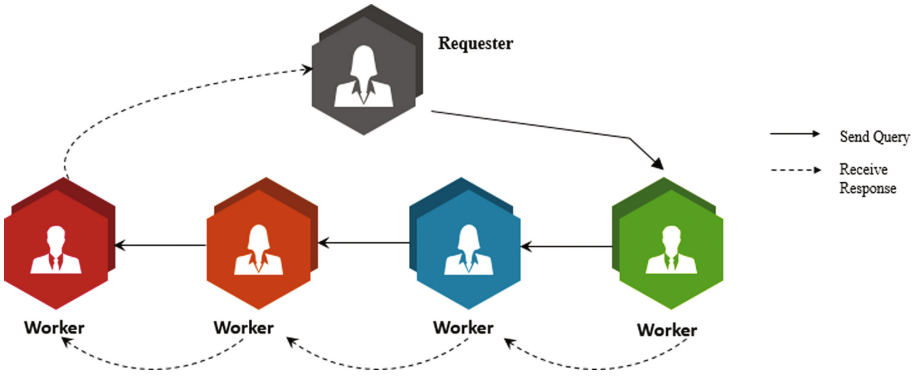 Requester
Send Query
Receive
Response
Worker
Worker
Worker
Worker